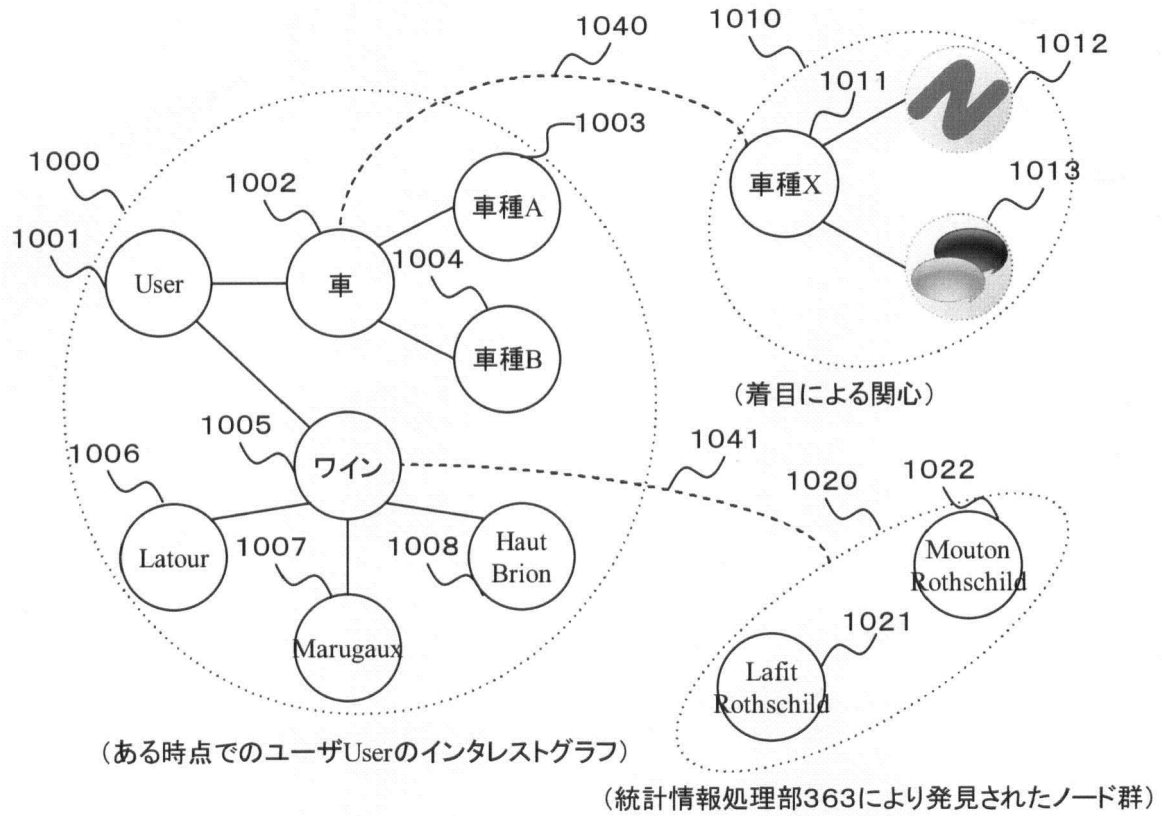 1040
1010
1012
1011
1003
車種X
1013
1000
1002
車種A
1001
1004
User
車
車種B
(着目による関心)
1005
1041
1006
ワイン
1022
1020
1007
1008
Haut
Brion
Mouton
Rothschild
Latour
1021
Marugaux
Lafit
Rothschild
(ある時点でのユーザUserのインタレストグラフ)
(統計情報処理部363により発見されたノード群)